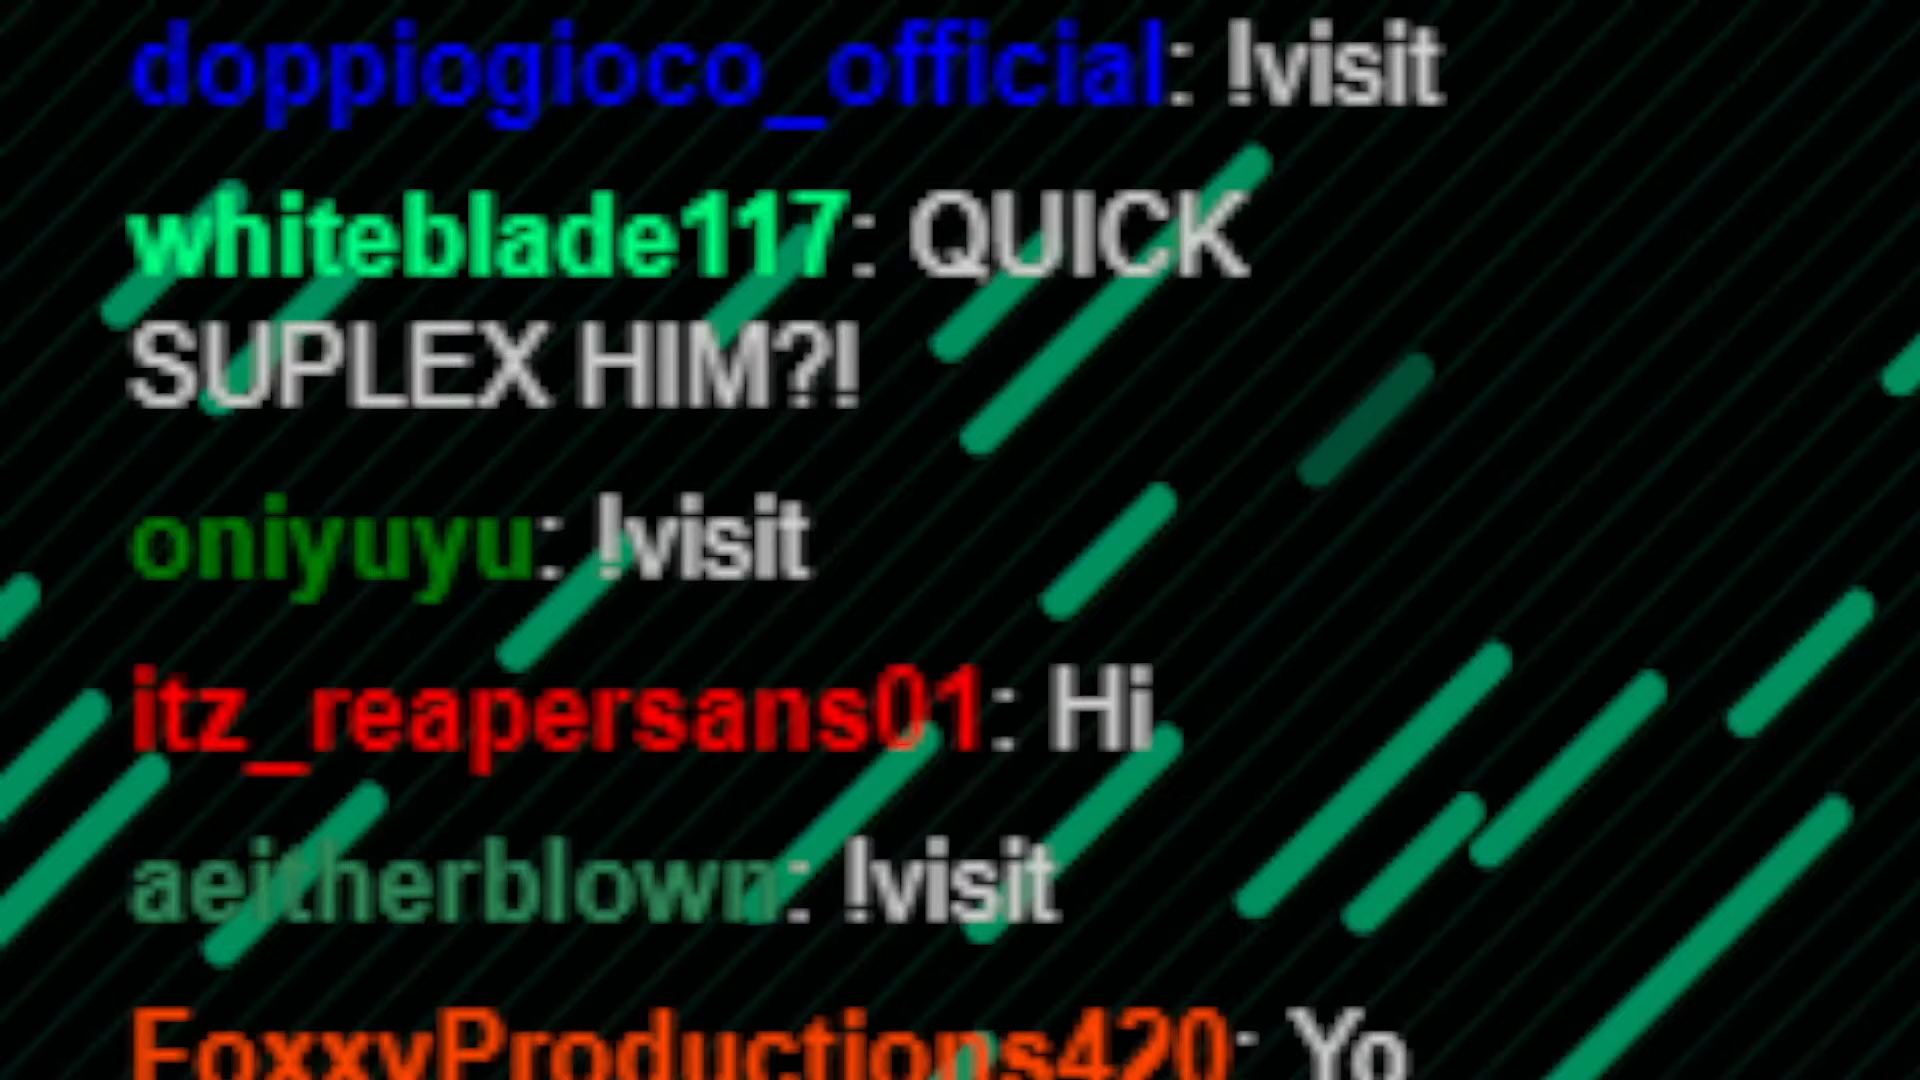 doppiogioco_official: !visit
whiteblade117: QUICK
SUPLEX HIM?!
oniyuyu: !visit
itz_reapersans01: Hi
aeitherblown: !visit
FoxxyProductions420: Yo